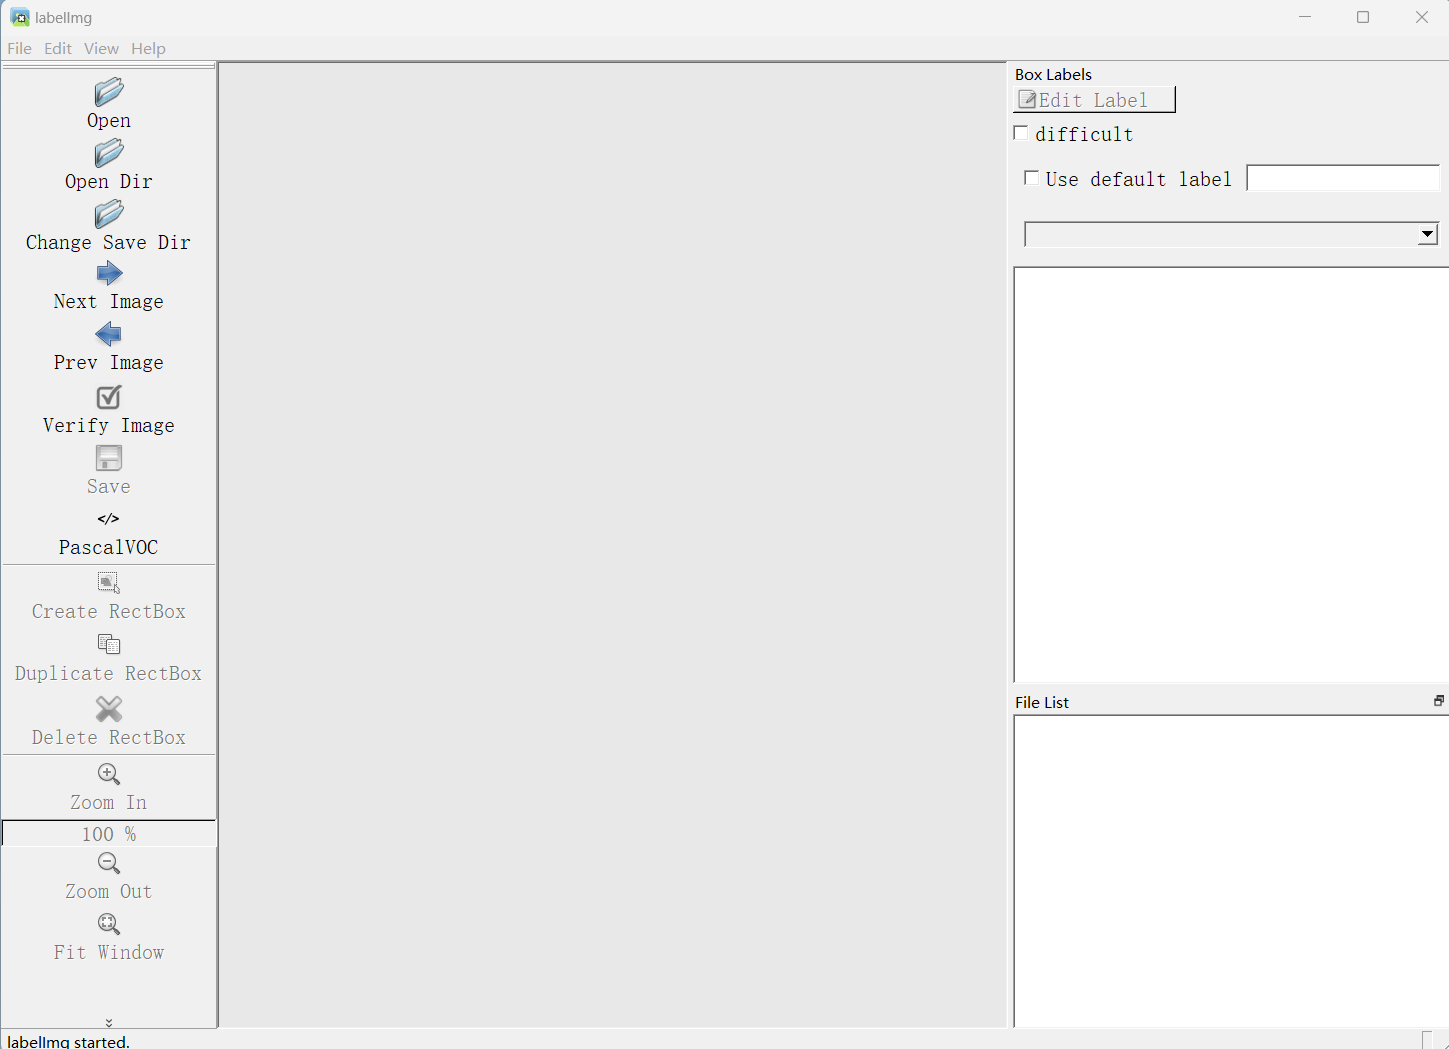 labelImg
File Edit View Help
Open
Open Dir
Change Save Dir
Next Image
Prev Image
Verify Image
Save
</>
PascalVOC
Create RectBox
Duplicate RectBox
Delete RectBox
Zoom In
100 %
Zoom Out
Fit Window
Box Labels
Edit Label
difficult
Use default label
File List
labelImg started.